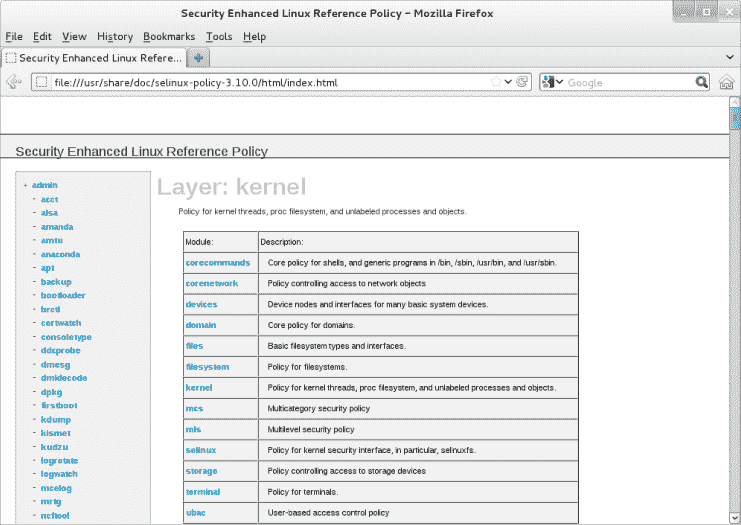 Security Enhanced Linux Reference Policy - Mozilla Firefox
File Edit View History Bookmarks Tools Help
Security Enhanced Linux Refere...
file:///usr/share/doc/selinux-policy-3.10.0/html/index.html
Google
Security Enhanced Linux Reference Policy
+ admin
- acct
- alsa
- amanda
- amtu
- anaconda
- apt
- backup
- bootloader
- brctl
- certwatch
- consoletype
- ddcprobe
- dmesg
- dmidecode
- dpkg
- firstboot
- kdump
- kismet
- kudzu
- logrotate
- logwatch
- mcelog
- mrtg
- ncftool
Layer: kernel
Policy for kernel threads, proc filesystem, and unlabeled processes and objects.
Module: Description:
corecommands Core policy for shells, and generic programs in /bin, /sbin, /usr/bin, and /usr/sbin.
corenetwork Policy controlling access to network objects
devices Device nodes and interfaces for many basic system devices.
domain Core policy for domains.
files Basic filesystem types and interfaces.
filesystem Policy for filesystems.
kernel Policy for kernel threads, proc filesystem, and unlabeled processes and objects.
mcs Multicategory security policy
mls Multilevel security policy
selinux Policy for kernel security interface, in particular, selinuxfs.
storage Policy controlling access to storage devices
terminal Policy for terminals.
ubac User-based access control policy